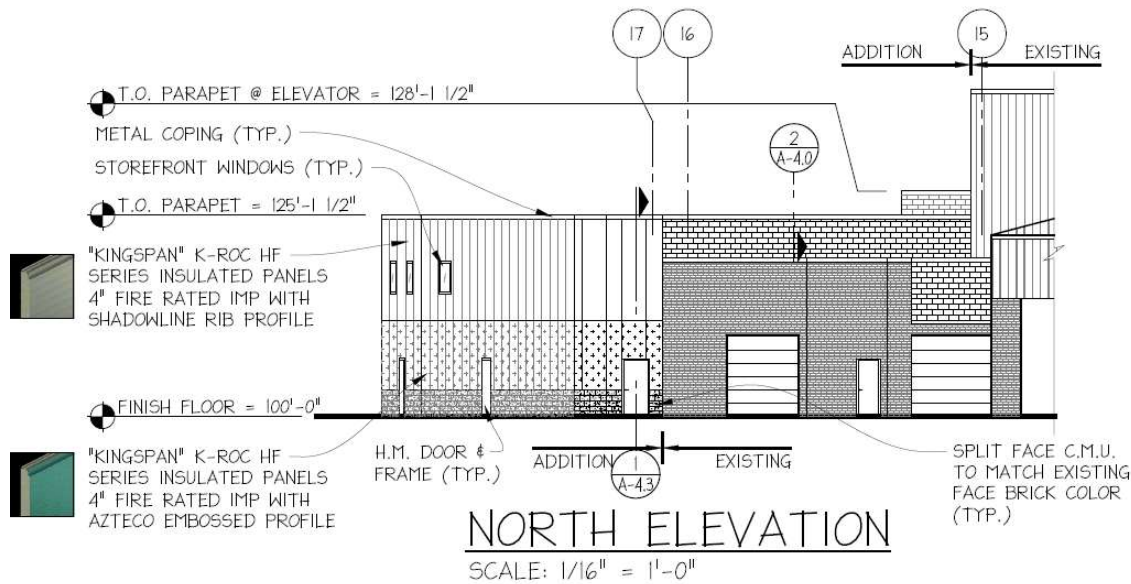 17
16
15
ADDITION
EXISTING
T.O. PARAPET @ ELEVATOR = 128'-1 1/2"
METAL COPING (TYP.)
STOREFRONT WINDOWS (TYP.)
2
A-4.0
T.O. PARAPET = 125'-1 1/2"
"KINGSPAN" K-ROC HF
SERIES INSULATED PANELS
4" FIRE RATED IMP WITH
SHADOWLINE RIB PROFILE
FINISH FLOOR = 100'-0"
"KINGSPAN" K-ROC HF
SERIES INSULATED PANELS
4" FIRE RATED IMP WITH
AZTECO EMBOSSED PROFILE
H.M. DOOR &
FRAME (TYP.)
ADDITION
EXISTING
1
A-4.3
SPLIT FACE C.M.U.
TO MATCH EXISTING
FACE BRICK COLOR
(TYP.)
NORTH ELEVATION
SCALE: 1/16" = 1'-0"